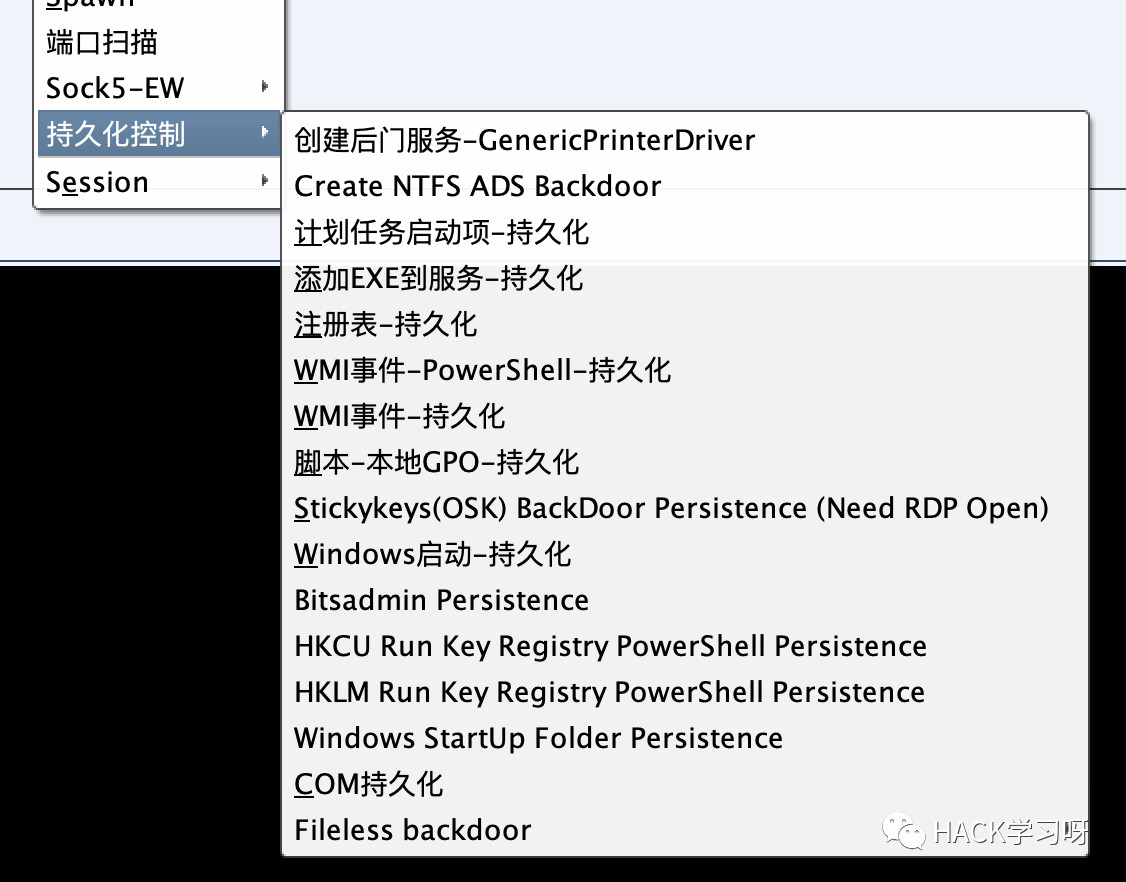 Spawn
端口扫描
Sock5-EW
持久化控制
Session
创建后门服务-GenericPrinterDriver
Create NTFS ADS Backdoor
计划任务启动项-持久化
添加EXE到服务-持久化
注册表-持久化
WMI事件-PowerShell-持久化
WMI事件-持久化
脚本-本地GPO-持久化
Stickykeys(OSK) BackDoor Persistence (Need RDP Open)
Windows启动-持久化
Bitsadmin Persistence
HKCU Run Key Registry PowerShell Persistence
HKLM Run Key Registry PowerShell Persistence
Windows StartUp Folder Persistence
COM持久化
Fileless backdoor
HACK学习呀